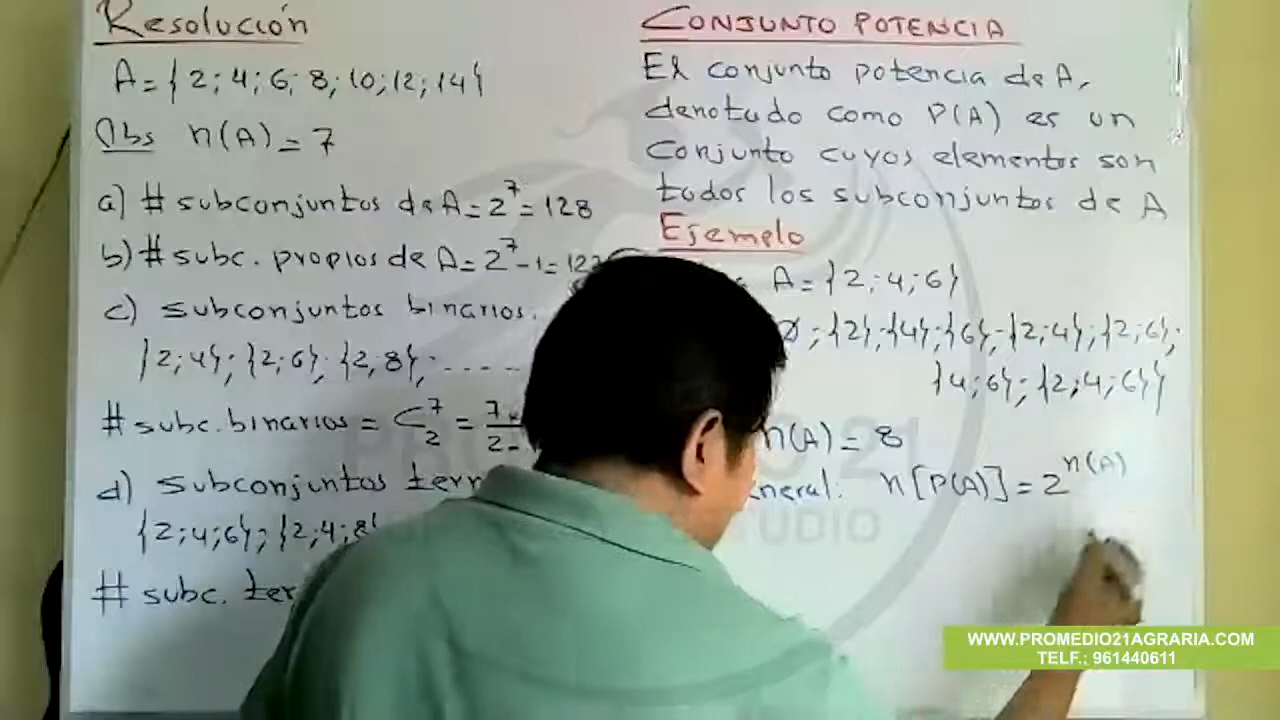 Resolución
A={2;4;6;8;10;12;14}
Obs n(A)=7
a) # subconjuntos de A=2⁷=128
b) # subc. propios de A=2⁷-1=127
c) subconjuntos binarios.
{2;4};{2;6};{2,8};.....
# subc. binarios = C⁷₂ = 7
d) subconjuntos
{2;4;6};{2,4;8}
# subc.
CONJUNTO POTENCIA
El conjunto potencia de A,
denotado como P(A) es un
conjunto cuyos elementos son
todos los subconjuntos de A
Ejemplo
A={2;4;6}
∅;{2};{4};{6};{2;4};{2;6};
{4;6};{2;4;6}}
n(A)=8
n[P(A)]=2ⁿ⁽ᴬ⁾
WWW.PROMEDIO21AGRARIA.COM
TELF.: 961440611